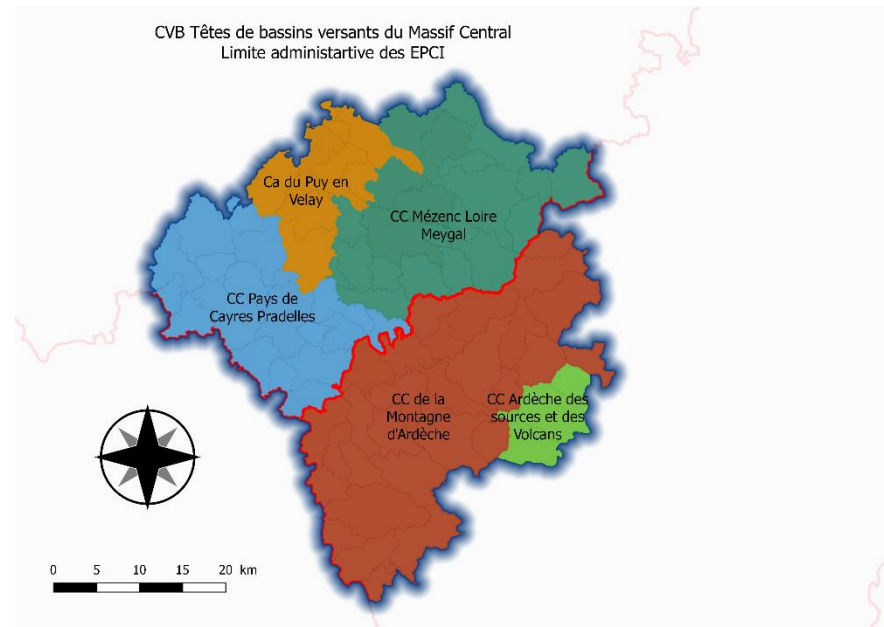 CVB Têtes de bassins versants du Massif Central
Limite administartive des EPCI
Ca du Puy en
Velay
CC Mézenc Loire
Meygal
CC Pays de
Cayres Pradelles
CC de la
Montagne
d'Ardèche
CC Ardèche des
sources et des
Volcans
0 5 10 15 20 km